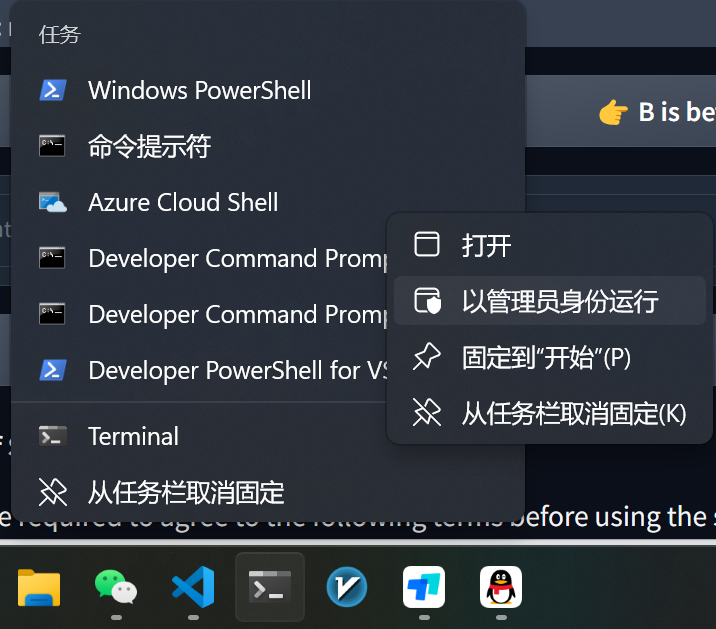 任务
Windows PowerShell
👉 B is be
命令提示符
Azure Cloud Shell
Developer Command Promp
Developer Command Promp
Developer PowerShell for VS
Terminal
从任务栏取消固定
打开
以管理员身份运行
固定到“开始”(P)
从任务栏取消固定(K)
e required to agree to the following terms before using the s